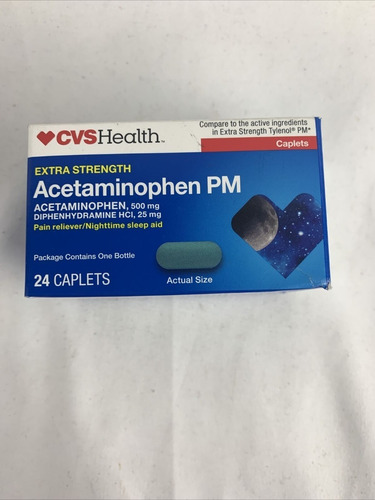 Compare to the active ingredients
in Extra Strength Tylenol® PM*
CVSHealth™
Caplets
EXTRA STRENGTH
Acetaminophen PM
ACETAMINOPHEN, 500 mg
DIPHENHYDRAMINE HCl, 25 mg
Pain reliever/Nighttime sleep aid
Package Contains One Bottle
24 CAPLETS
Actual Size